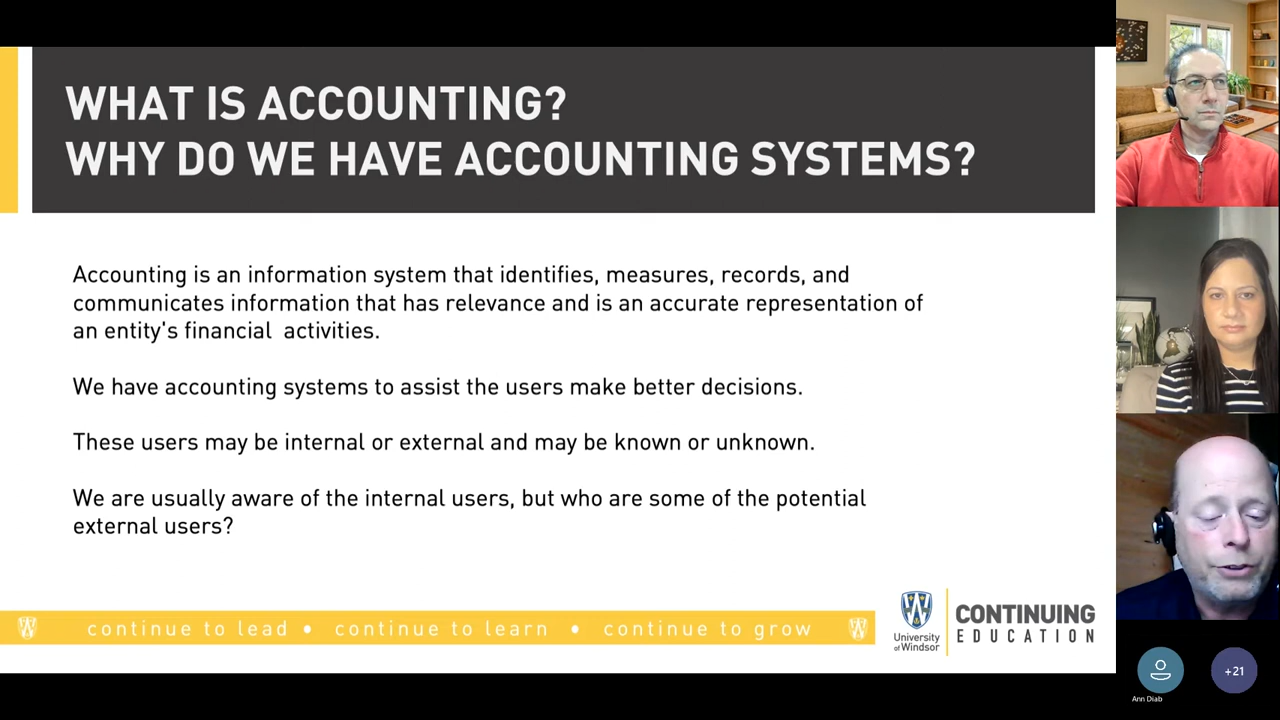 WHAT IS ACCOUNTING?
WHY DO WE HAVE ACCOUNTING SYSTEMS?
Accounting is an information system that identifies, measures, records, and
communicates information that has relevance and is an accurate representation of
an entity's financial  activities.
We have accounting systems to assist the users make better decisions.
These users may be internal or external and may be known or unknown.
We are usually aware of the internal users, but who are some of the potential
external users?
continue to lead • continue to learn • continue to grow
University
of Windsor
CONTINUING
EDUCATION
+21
Ann Diab